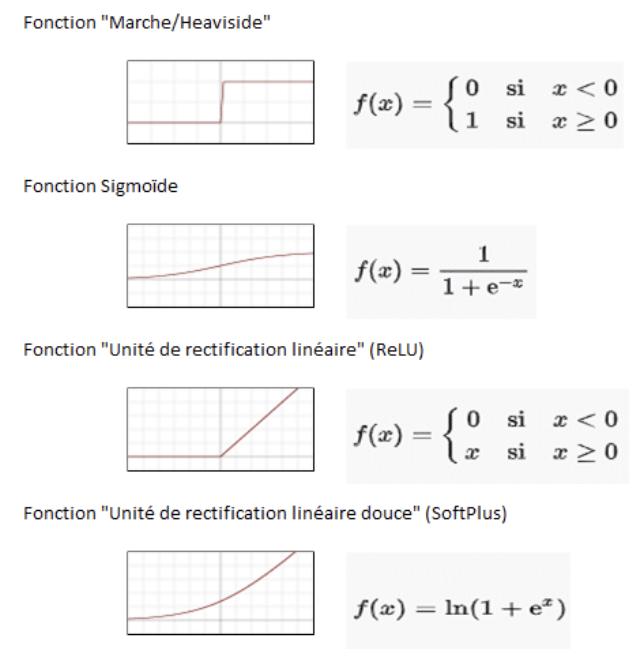 Fonction "Marche/Heaviside"
f(x) = { 0 si x < 0
1 si x ≥ 0
Fonction Sigmoïde
f(x) = 1 / (1 + e^{-x})
Fonction "Unité de rectification linéaire" (ReLU)
f(x) = { 0 si x < 0
x si x ≥ 0
Fonction "Unité de rectification linéaire douce" (SoftPlus)
f(x) = ln(1 + e^x)